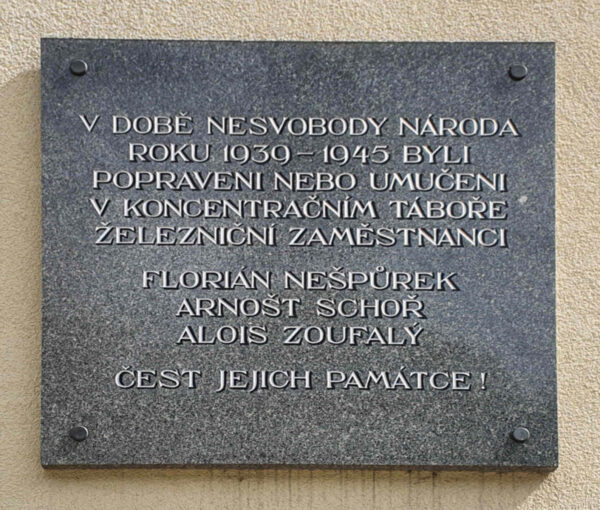 V DOBĚ NESVOBODY NÁRODA
ROKU 1939 – 1945 BYLI
POPRAVENI NEBO UMUČENI
V KONCENTRAČNÍM TÁBOŘE
ŽELEZNIČNÍ ZAMĚSTNANCI
FLORIÁN NEŠPŮREK
ARNOŠT SCHOŘ
ALOIS ZOUFALÝ
ČEST JEJICH PAMÁTCE !